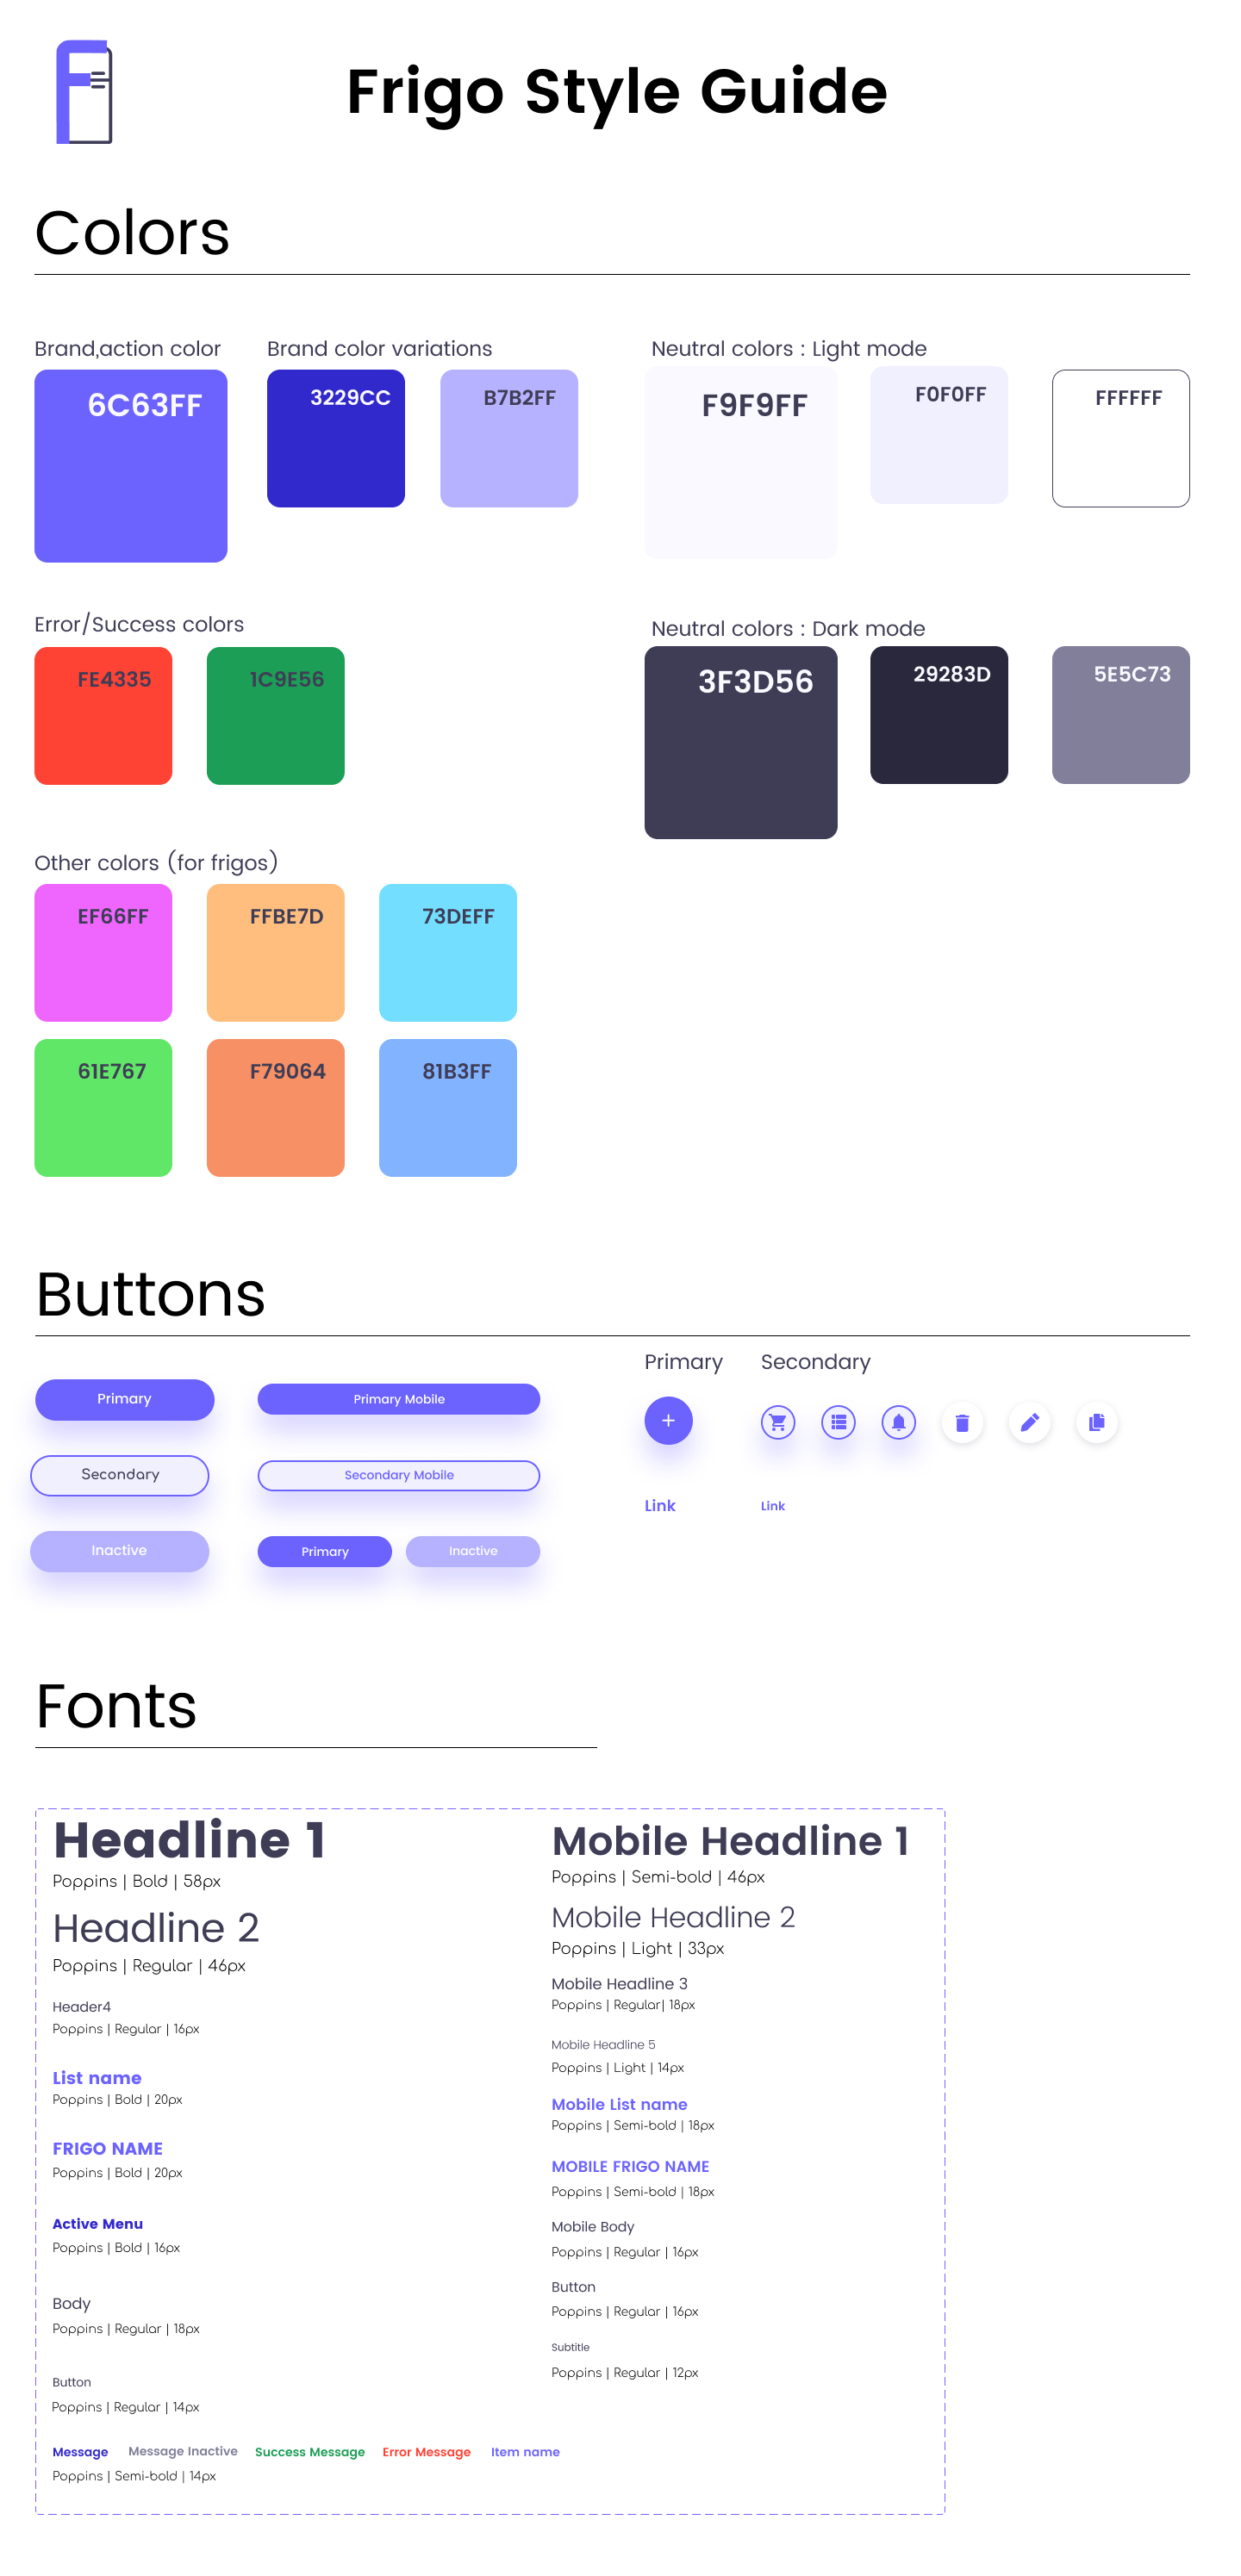 Frigo Style Guide
Colors
Brand,action color
Brand color variations
Neutral colors : Light mode
6C63FF
3229CC
B7B2FF
F9F9FF
F0F0FF
FFFFFF
Error/Success colors
Neutral colors : Dark mode
FE4335
1C9E56
3F3D56
29283D
5E5C73
Other colors (for frigos)
EF66FF
FFBE7D
73DEFF
61E767
F79064
81B3FF
Buttons
Primary
Secondary
Primary
Primary Mobile
Secondary
Secondary Mobile
Link
Link
Inactive
Primary
Inactive
Fonts
Headline 1
Poppins | Bold | 58px
Headline 2
Poppins | Regular | 46px
Header4
Poppins | Regular | 16px
List name
Poppins | Bold | 20px
FRIGO NAME
Poppins | Bold | 20px
Active Menu
Poppins | Bold | 16px
Body
Poppins | Regular | 18px
Button
Poppins | Regular | 14px
Mobile Headline 1
Poppins | Semi-bold | 46px
Mobile Headline 2
Poppins | Light | 33px
Mobile Headline 3
Poppins | Regular| 18px
Mobile Headline 5
Poppins | Light | 14px
Mobile List name
Poppins | Semi-bold | 18px
MOBILE FRIGO NAME
Poppins | Semi-bold | 18px
Mobile Body
Poppins | Regular | 16px
Button
Poppins | Regular | 16px
Subtitle
Poppins | Regular | 12px
Message
Message Inactive
Success Message
Error Message
Item name
Poppins | Semi-bold | 14px